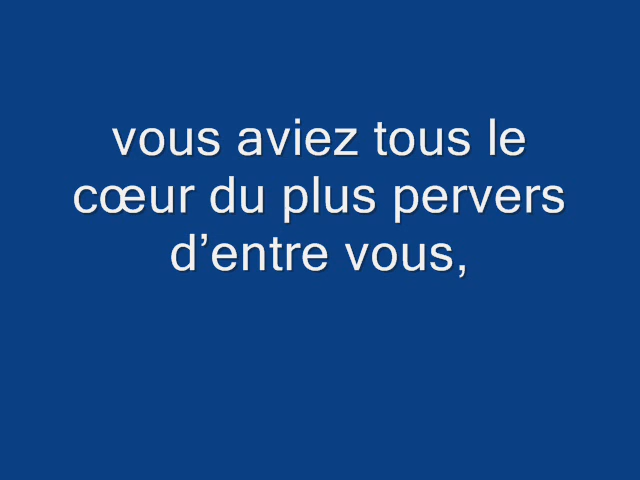 vous aviez tous le
cœur du plus pervers
d’entre vous,